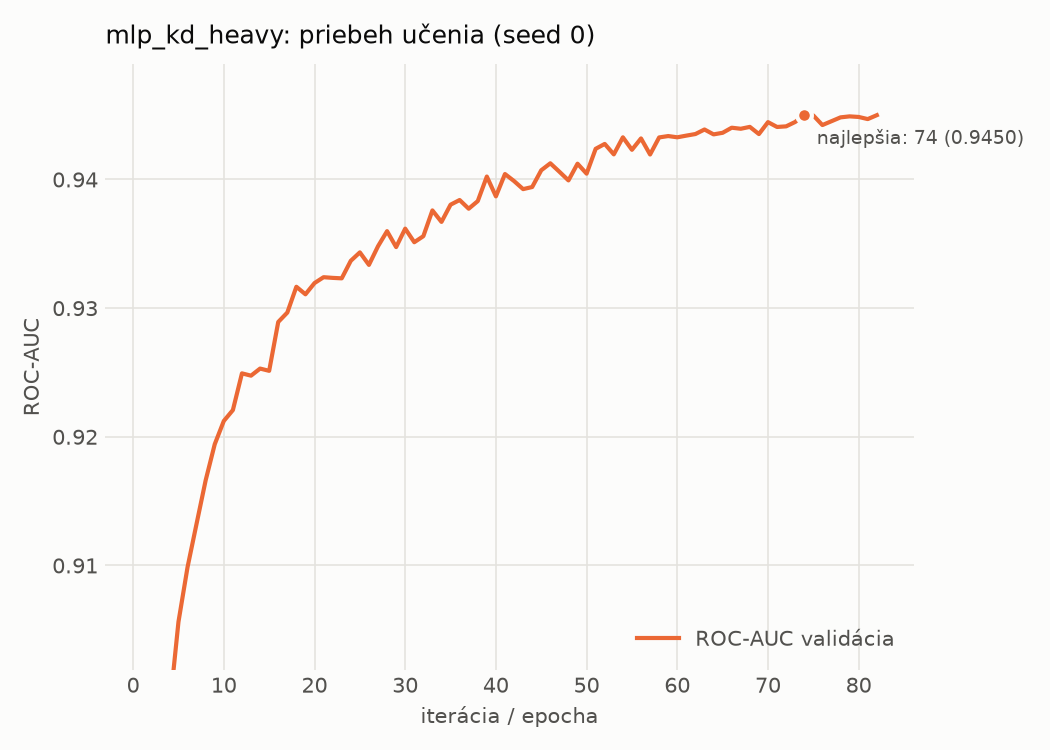 mlp_kd_heavy: priebeh učenia (seed 0)
najlepšia: 74 (0.9450)
0.94
0.93
0.92
0.91
ROC-AUC
ROC-AUC validácia
0 10 20 30 40 50 60 70 80
iterácia / epocha